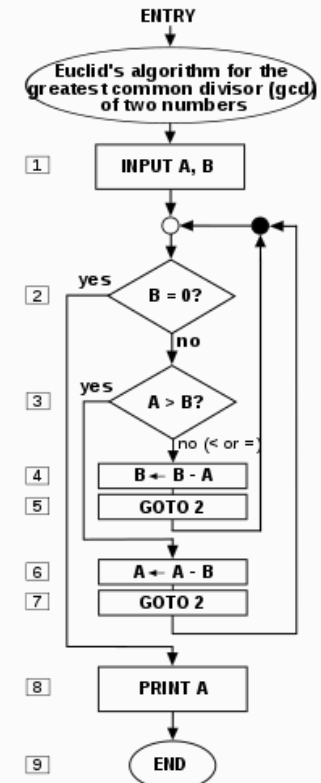 ENTRY
Euclid's algorithm for the
greatest common divisor (gcd)
of two numbers
1
INPUT A, B
yes
2
B = 0?
no
yes
3
A > B?
no (< or =)
4
B ← B - A
5
GOTO 2
6
A ← A - B
7
GOTO 2
8
PRINT A
9
END